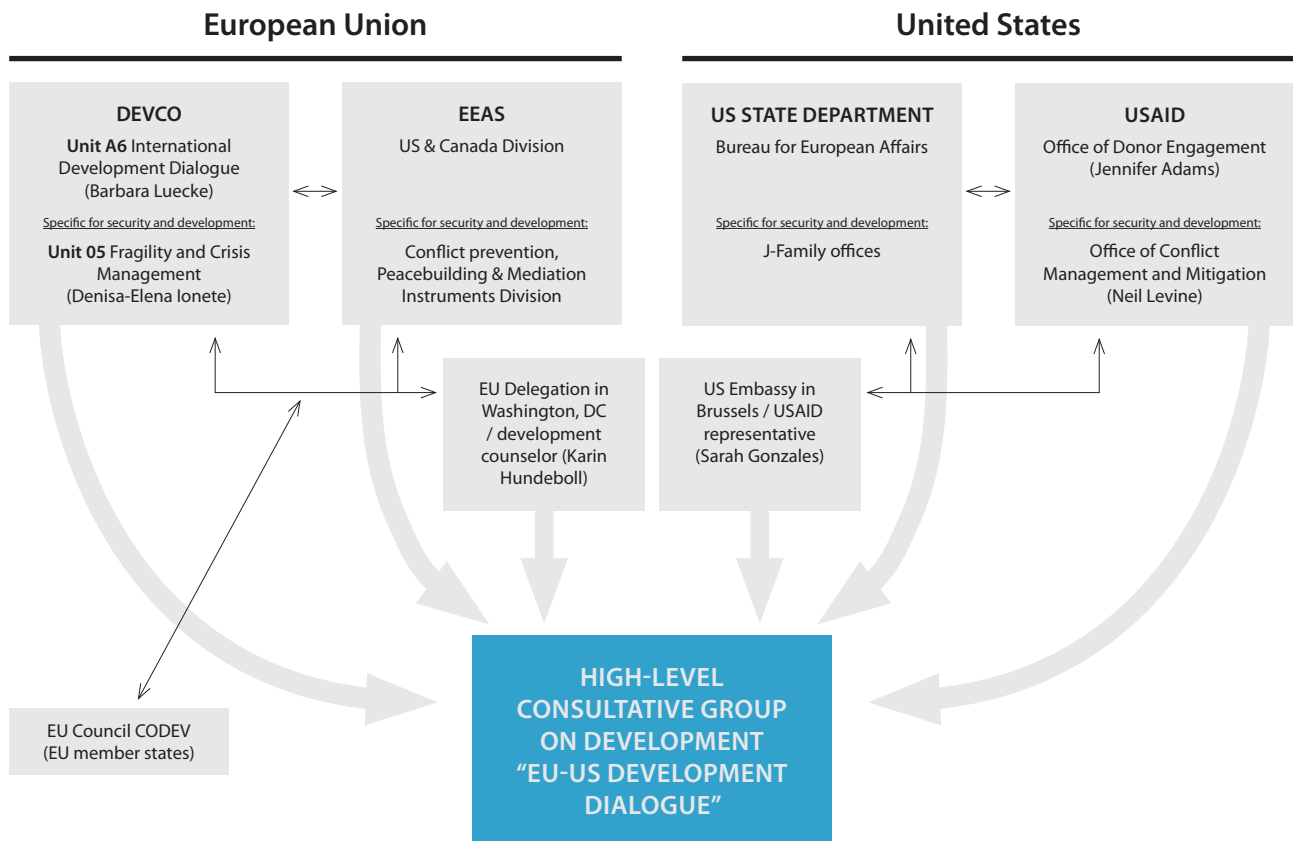 European Union
United States
DEVCO
Unit A6 International
Development Dialogue
(Barbara Luecke)
Specific for security and development:
Unit 05 Fragility and Crisis
Management
(Denisa-Elena Ionete)
EEAS
US & Canada Division
Specific for security and development:
Conflict prevention,
Peacebuilding & Mediation
Instruments Division
US STATE DEPARTMENT
Bureau for European Affairs
Specific for security and development:
J-Family offices
USAID
Office of Donor Engagement
(Jennifer Adams)
Specific for security and development:
Office of Conflict
Management and Mitigation
(Neil Levine)
EU Delegation in
Washington, DC
/ development
counselor (Karin
Hundeboll)
US Embassy in
Brussels / USAID
representative
(Sarah Gonzales)
EU Council CODEV
(EU member states)
HIGH-LEVEL
CONSULTATIVE GROUP
ON DEVELOPMENT
“EU-US DEVELOPMENT
DIALOGUE”